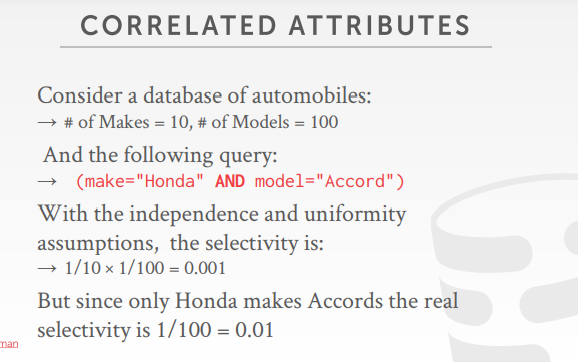 CORRELATED ATTRIBUTES
Consider a database of automobiles:
→ # of Makes = 10, # of Models = 100
And the following query:
→ (make="Honda" AND model="Accord")
With the independence and uniformity
assumptions, the selectivity is:
→ 1/10 × 1/100 = 0.001
But since only Honda makes Accords the real
selectivity is 1/100 = 0.01
man